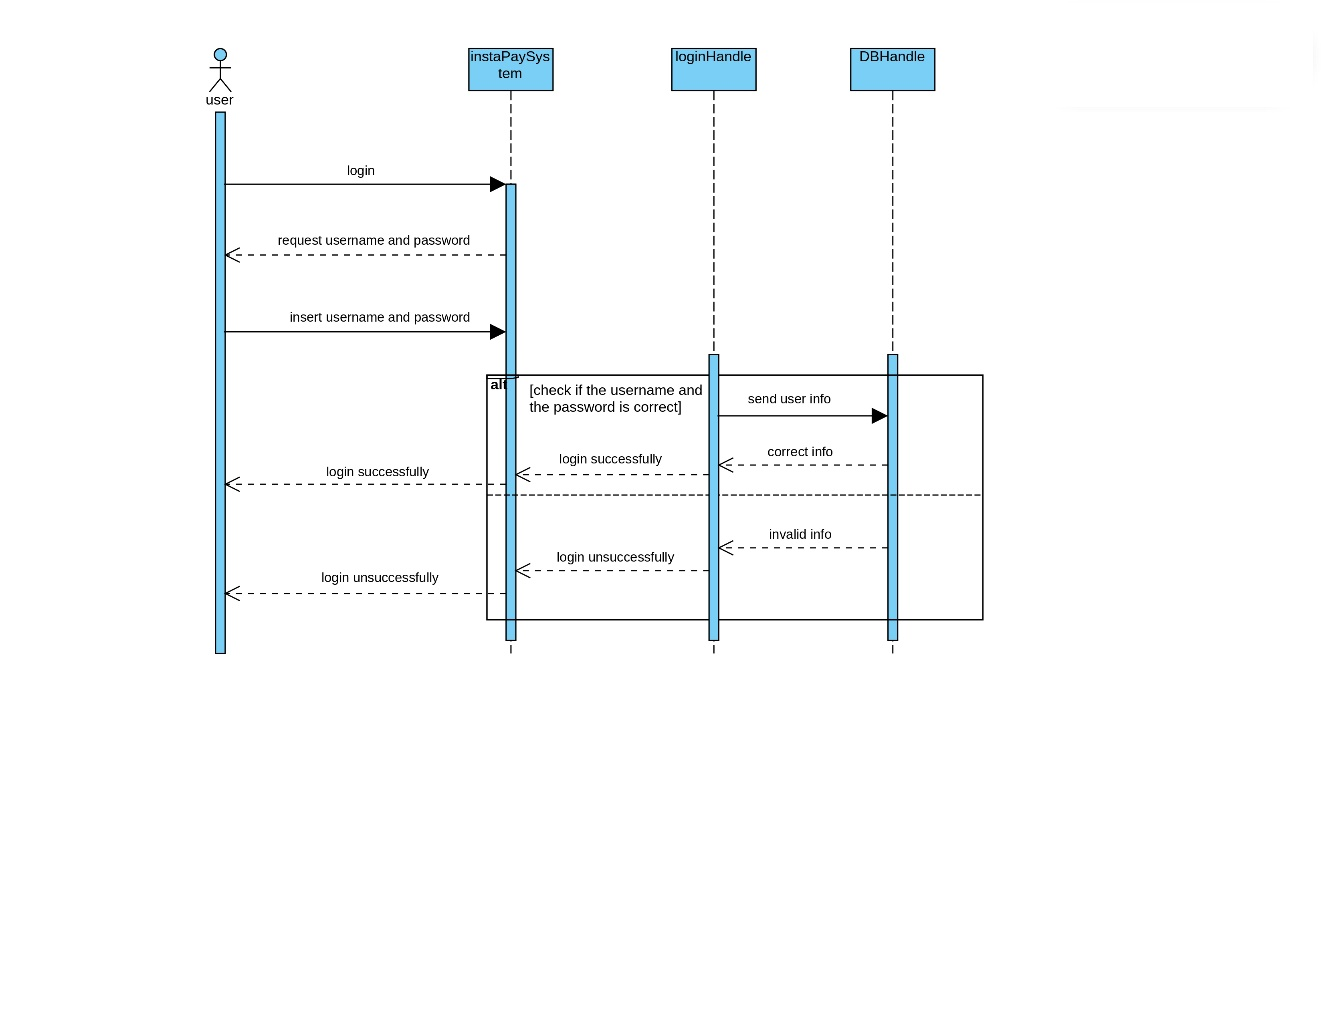 user
instaPaySys
tem
loginHandle
DBHandle
login
request username and password
insert username and password
alt
[check if the username and
the password is correct]
send user info
correct info
login successfully
login successfully
invalid info
login unsuccessfully
login unsuccessfully